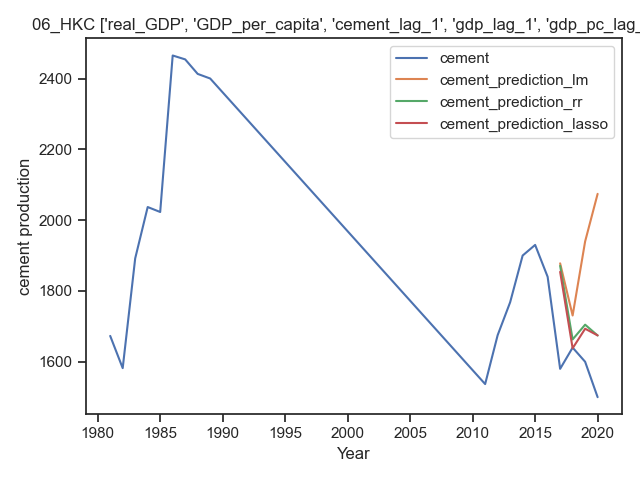 06_HKC ['real_GDP', 'GDP_per_capita', 'cement_lag_1', 'gdp_lag_1', 'gdp_pc_lag_
cement
cement_prediction_lm
cement_prediction_rr
cement_prediction_lasso
cement production
2400
2200
2000
1800
1600
1980 1985 1990 1995 2000 2005 2010 2015 2020
Year